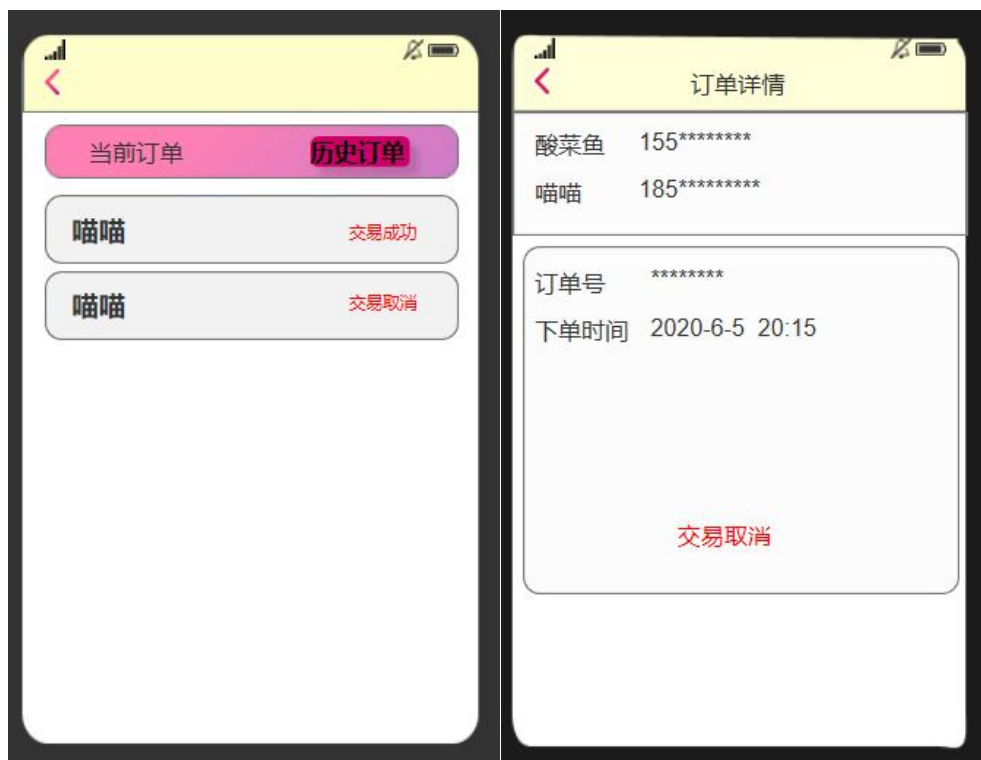 当前订单 历史订单
喵喵 交易成功
喵喵 交易取消
订单详情
酸菜鱼 155********
喵喵 185*********
订单号 ********
下单时间 2020-6-5 20:15
交易取消